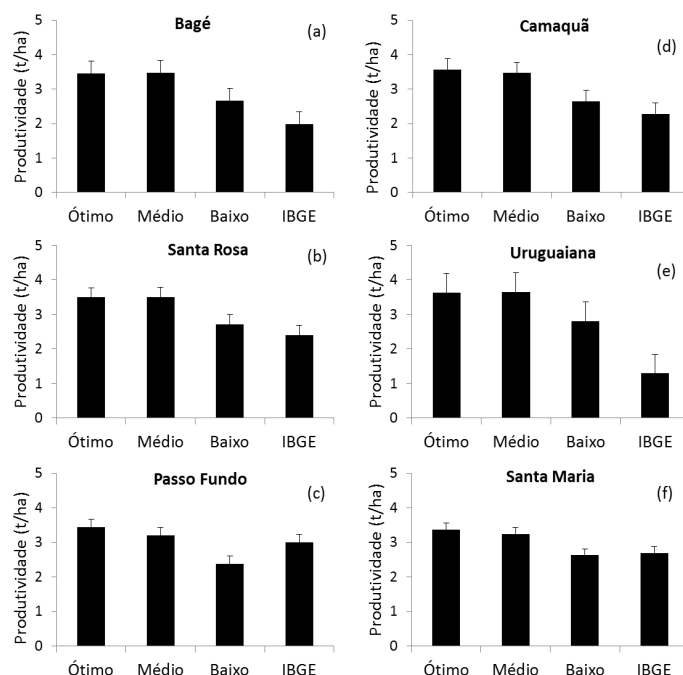 Bagé
(a)
Produtividade (t/ha)
5
4
3
2
1
0
Ótimo Médio Baixo IBGE
Camaquã
(d)
Produtividade (t/ha)
5
4
3
2
1
0
Ótimo Médio Baixo IBGE
Santa Rosa
(b)
Produtividade (t/ha)
5
4
3
2
1
0
Ótimo Médio Baixo IBGE
Uruguaiana
(e)
Produtividade (t/ha)
5
4
3
2
1
0
Ótimo Médio Baixo IBGE
Passo Fundo
(c)
Produtividade (t/ha)
5
4
3
2
1
0
Ótimo Médio Baixo IBGE
Santa Maria
(f)
Produtividade (t/ha)
5
4
3
2
1
0
Ótimo Médio Baixo IBGE